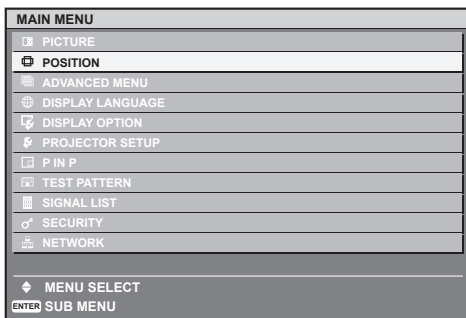 MAIN MENU
PICTURE
POSITION
ADVANCED MENU
DISPLAY LANGUAGE
DISPLAY OPTION
PROJECTOR SETUP
P IN P
TEST PATTERN
SIGNAL LIST
SECURITY
NETWORK
MENU SELECT
ENTER SUB MENU